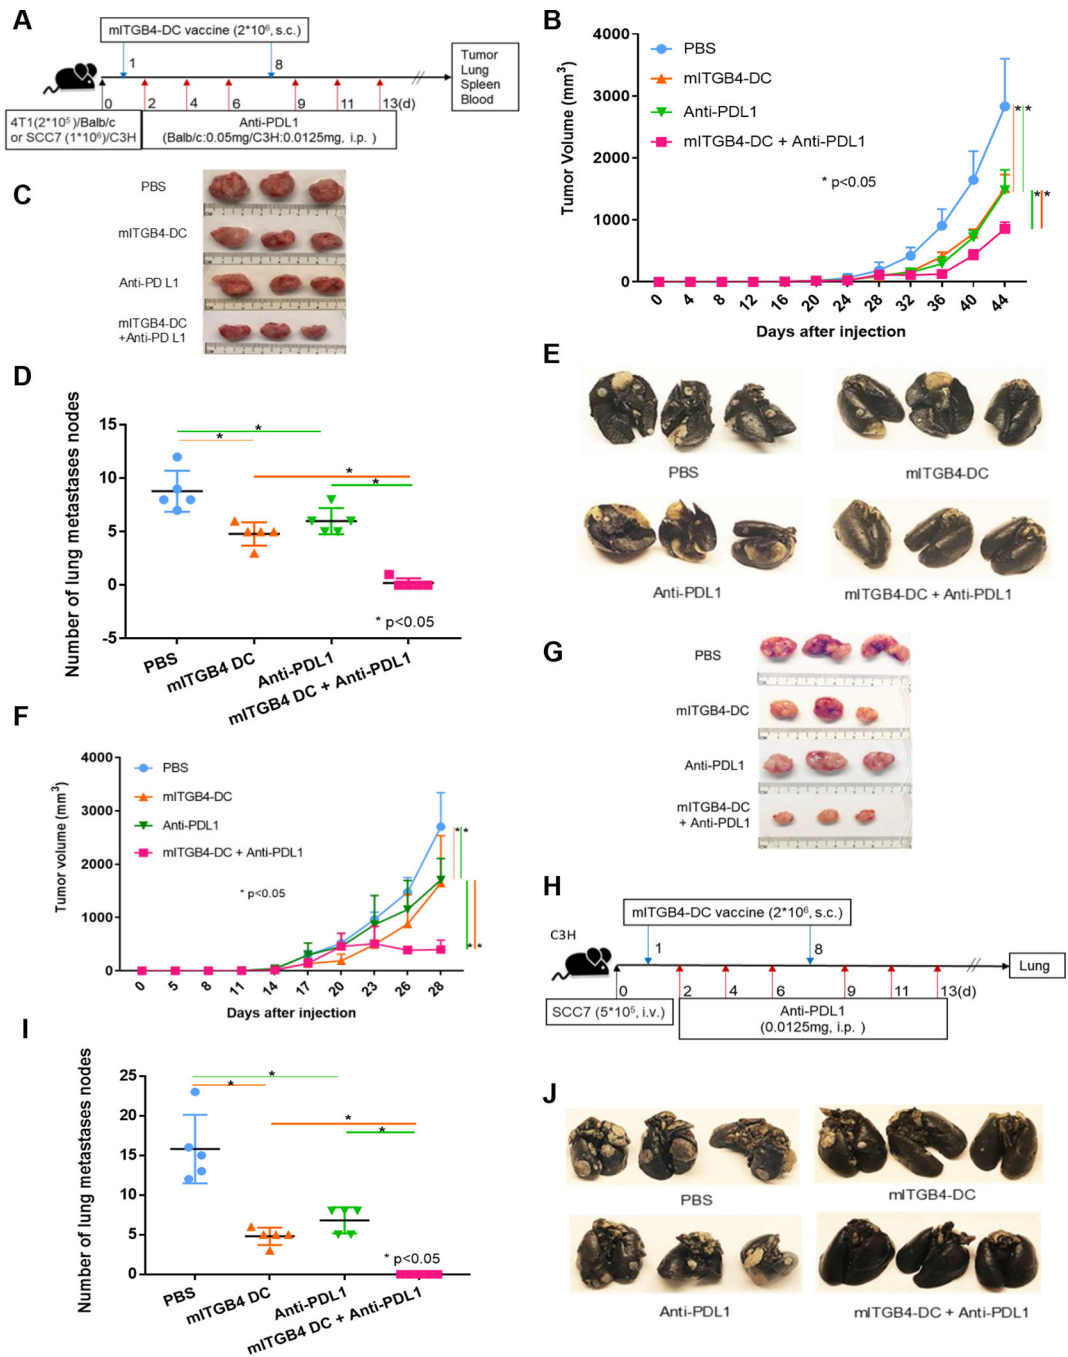 A
mITGB4-DC vaccine (2*10⁶, s.c.)
1
8
Tumor
Lung
Spleen
Blood
0
2
4
6
9
11
13(d)
4T1(2*10⁵)/Balb/c
or SCC7 (1*10⁶)/C3H
Anti-PDL1
(Balb/c:0.05mg/C3H:0.0125mg, i.p.)
B
Tumor Volume (mm³)
4000
3000
2000
1000
0
PBS
mITGB4-DC
Anti-PDL1
mITGB4-DC + Anti-PDL1
* p<0.05
**
**
0 4 8 12 16 20 24 28 32 36 40 44
Days after injection
C
PBS
mITGB4-DC
Anti-PD L1
mITGB4-DC
+Anti-PD L1
D
Number of lung metastases nodes
15
10
5
0
-5
*
*
*
*
* p<0.05
PBS
mITGB4 DC
Anti-PDL1
mITGB4 DC + Anti-PDL1
E
PBS
mITGB4-DC
Anti-PDL1
mITGB4-DC + Anti-PDL1
F
Tumor volume (mm³)
4000
3000
2000
1000
0
PBS
mITGB4-DC
Anti-PDL1
mITGB4-DC + Anti-PDL1
* p<0.05
**
**
0 5 8 11 14 17 20 23 26 28
Days after injection
G
PBS
mITGB4-DC
Anti-PDL1
mITGB4-DC
+ Anti-PDL1
H
mITGB4-DC vaccine (2*10⁶, s.c.)
C3H
1
8
Lung
0
2
4
6
9
11
13(d)
SCC7 (5*10⁵, i.v.)
Anti-PDL1
(0.0125mg, i.p. )
I
Number of lung metastases nodes
25
20
15
10
5
0
*
*
*
*
* p<0.05
PBS
mITGB4 DC
Anti-PDL1
mITGB4 DC + Anti-PDL1
J
PBS
mITGB4-DC
Anti-PDL1
mITGB4-DC + Anti-PDL1